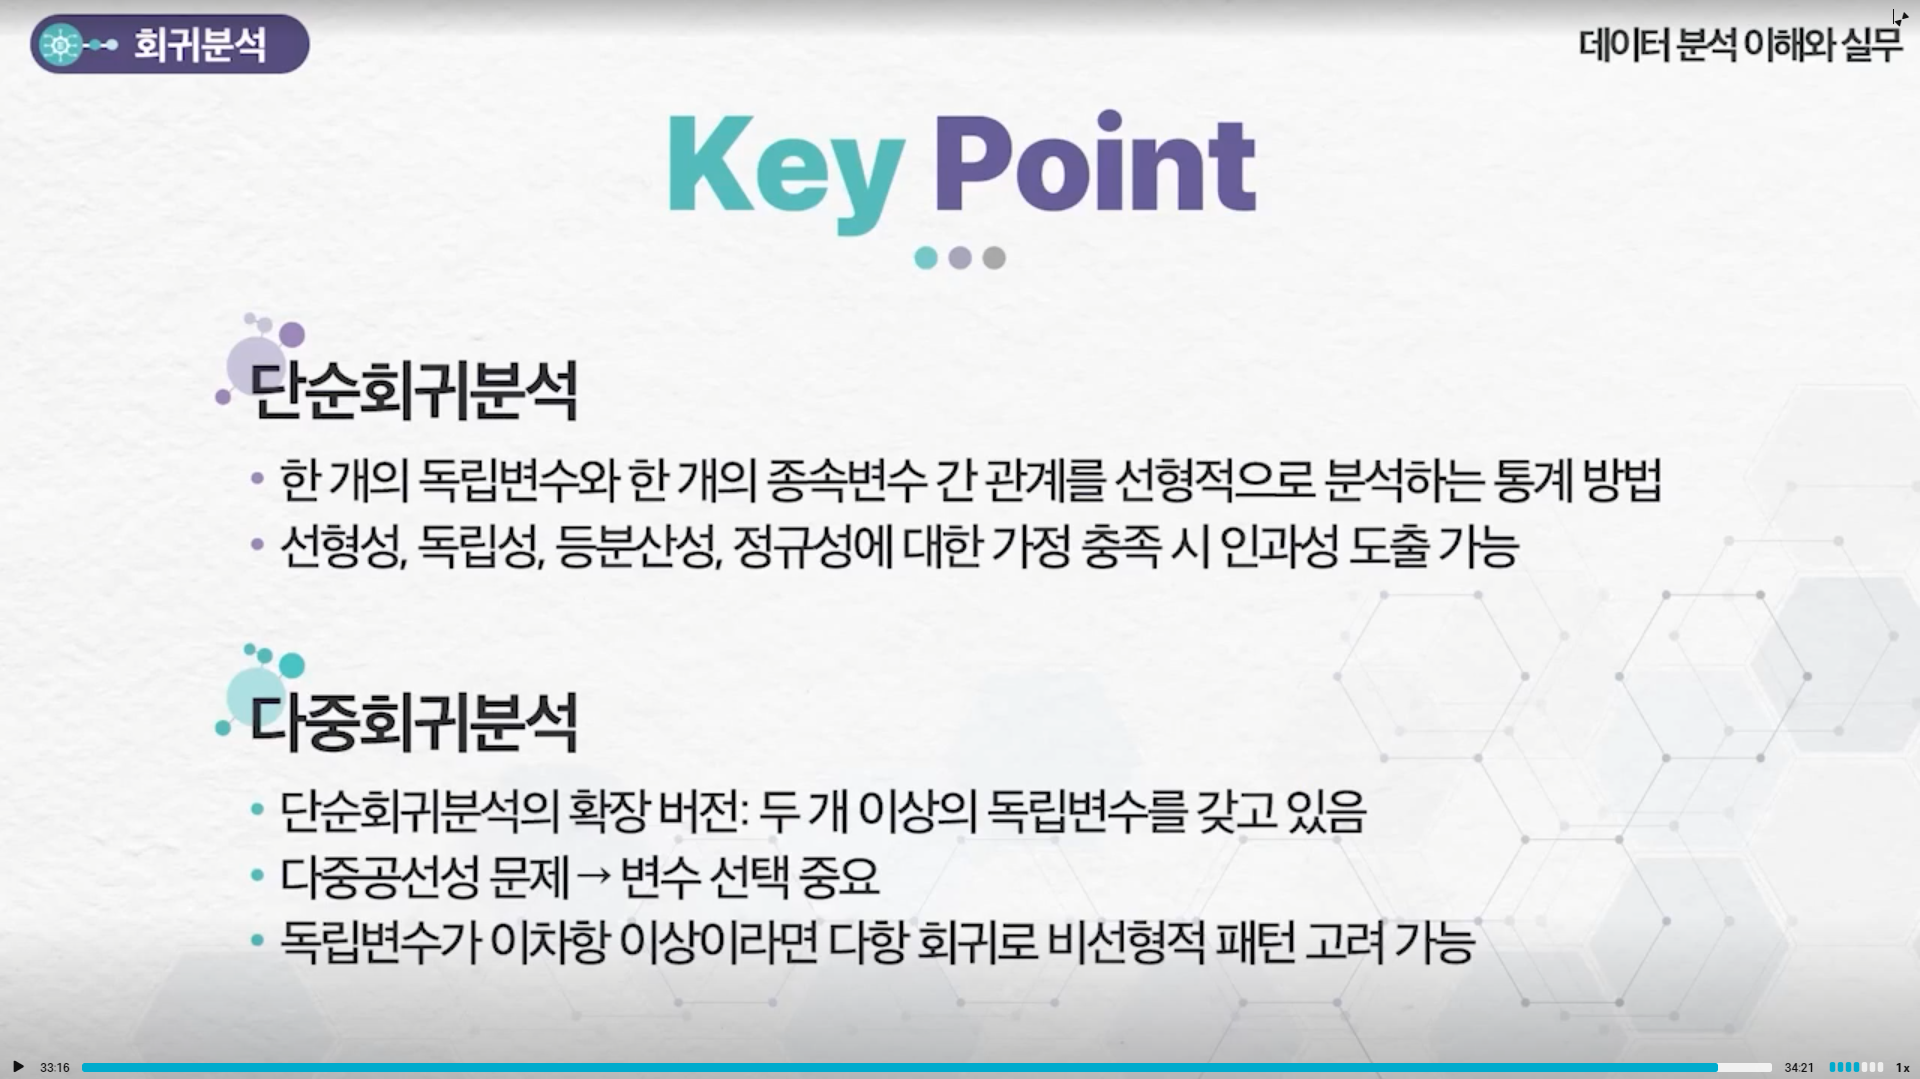 회귀분석
데이터 분석 이해와 실무
Key Point
단순회귀분석
• 한 개의 독립변수와 한 개의 종속변수 간 관계를 선형적으로 분석하는 통계 방법
• 선형성, 독립성, 등분산성, 정규성에 대한 가정 충족 시 인과성 도출 가능
다중회귀분석
• 단순회귀분석의 확장 버전: 두 개 이상의 독립변수를 갖고 있음
• 다중공선성 문제 → 변수 선택 중요
• 독립변수가 이차항 이상이라면 다항 회귀로 비선형적 패턴 고려 가능
33:16
34:21
1x